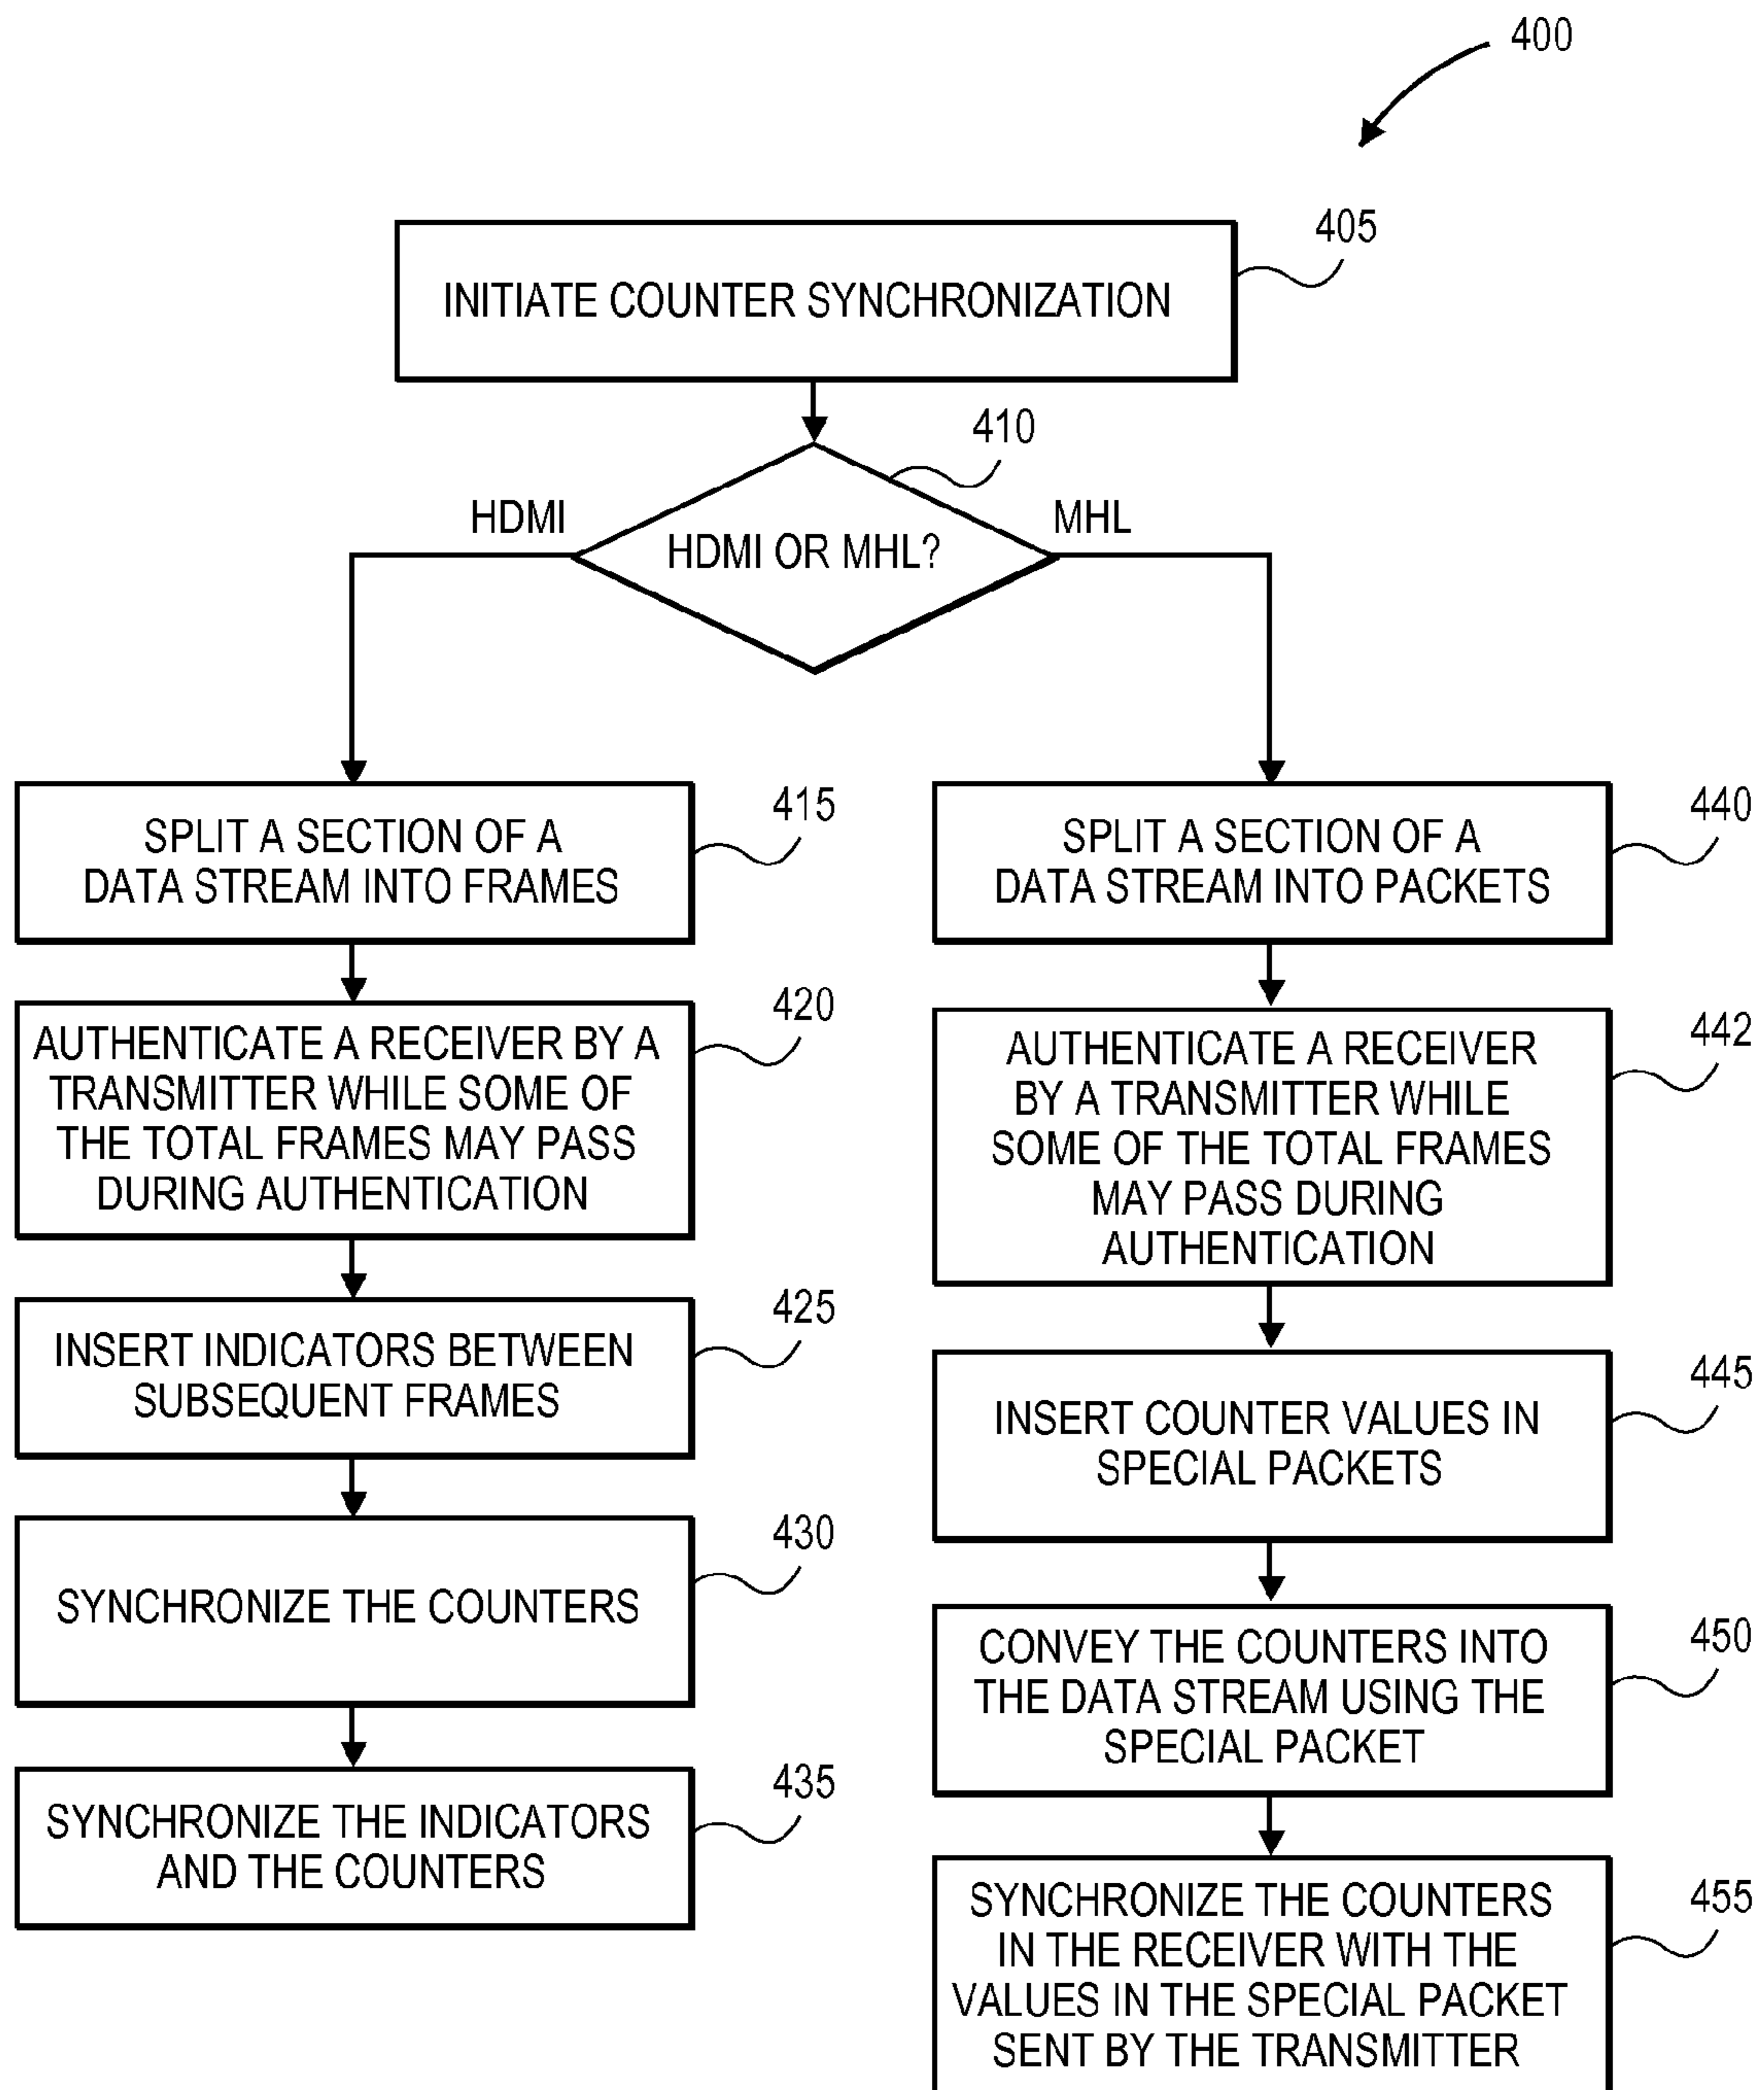 400
405
INITIATE COUNTER SYNCHRONIZATION
410
HDMI
MHL
HDMI OR MHL?
415
SPLIT A SECTION OF A
DATA STREAM INTO FRAMES
420
AUTHENTICATE A RECEIVER BY A
TRANSMITTER WHILE SOME OF
THE TOTAL FRAMES MAY PASS
DURING AUTHENTICATION
425
INSERT INDICATORS BETWEEN
SUBSEQUENT FRAMES
430
SYNCHRONIZE THE COUNTERS
435
SYNCHRONIZE THE INDICATORS
AND THE COUNTERS
440
SPLIT A SECTION OF A
DATA STREAM INTO PACKETS
442
AUTHENTICATE A RECEIVER
BY A TRANSMITTER WHILE
SOME OF THE TOTAL FRAMES
MAY PASS DURING
AUTHENTICATION
445
INSERT COUNTER VALUES IN
SPECIAL PACKETS
450
CONVEY THE COUNTERS INTO
THE DATA STREAM USING THE
SPECIAL PACKET
455
SYNCHRONIZE THE COUNTERS
IN THE RECEIVER WITH THE
VALUES IN THE SPECIAL PACKET
SENT BY THE TRANSMITTER